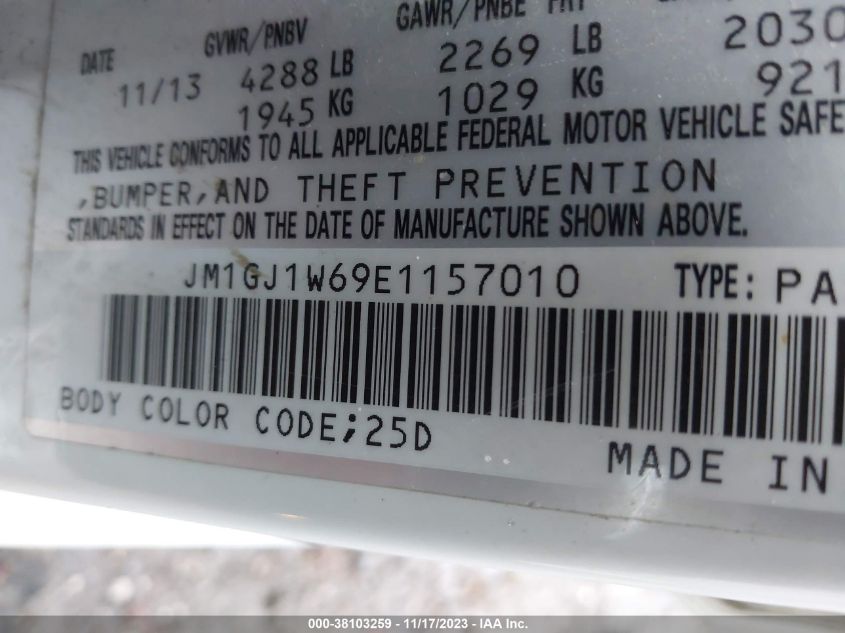 GAWR/PNBE FRT
DATE GVWR/PNBV
11/13 4288 LB 2269 LB 2030
1945 KG 1029 KG 921
THIS VEHICLE CONFORMS TO ALL APPLICABLE FEDERAL MOTOR VEHICLE SAFE
,BUMPER,AND THEFT PREVENTION
STANDARDS IN EFFECT ON THE DATE OF MANUFACTURE SHOWN ABOVE.
JM1GJ1W69E1157010 TYPE: PA
BODY COLOR CODE;25D
MADE IN
000-38103259 - 11/17/2023 - IAA Inc.